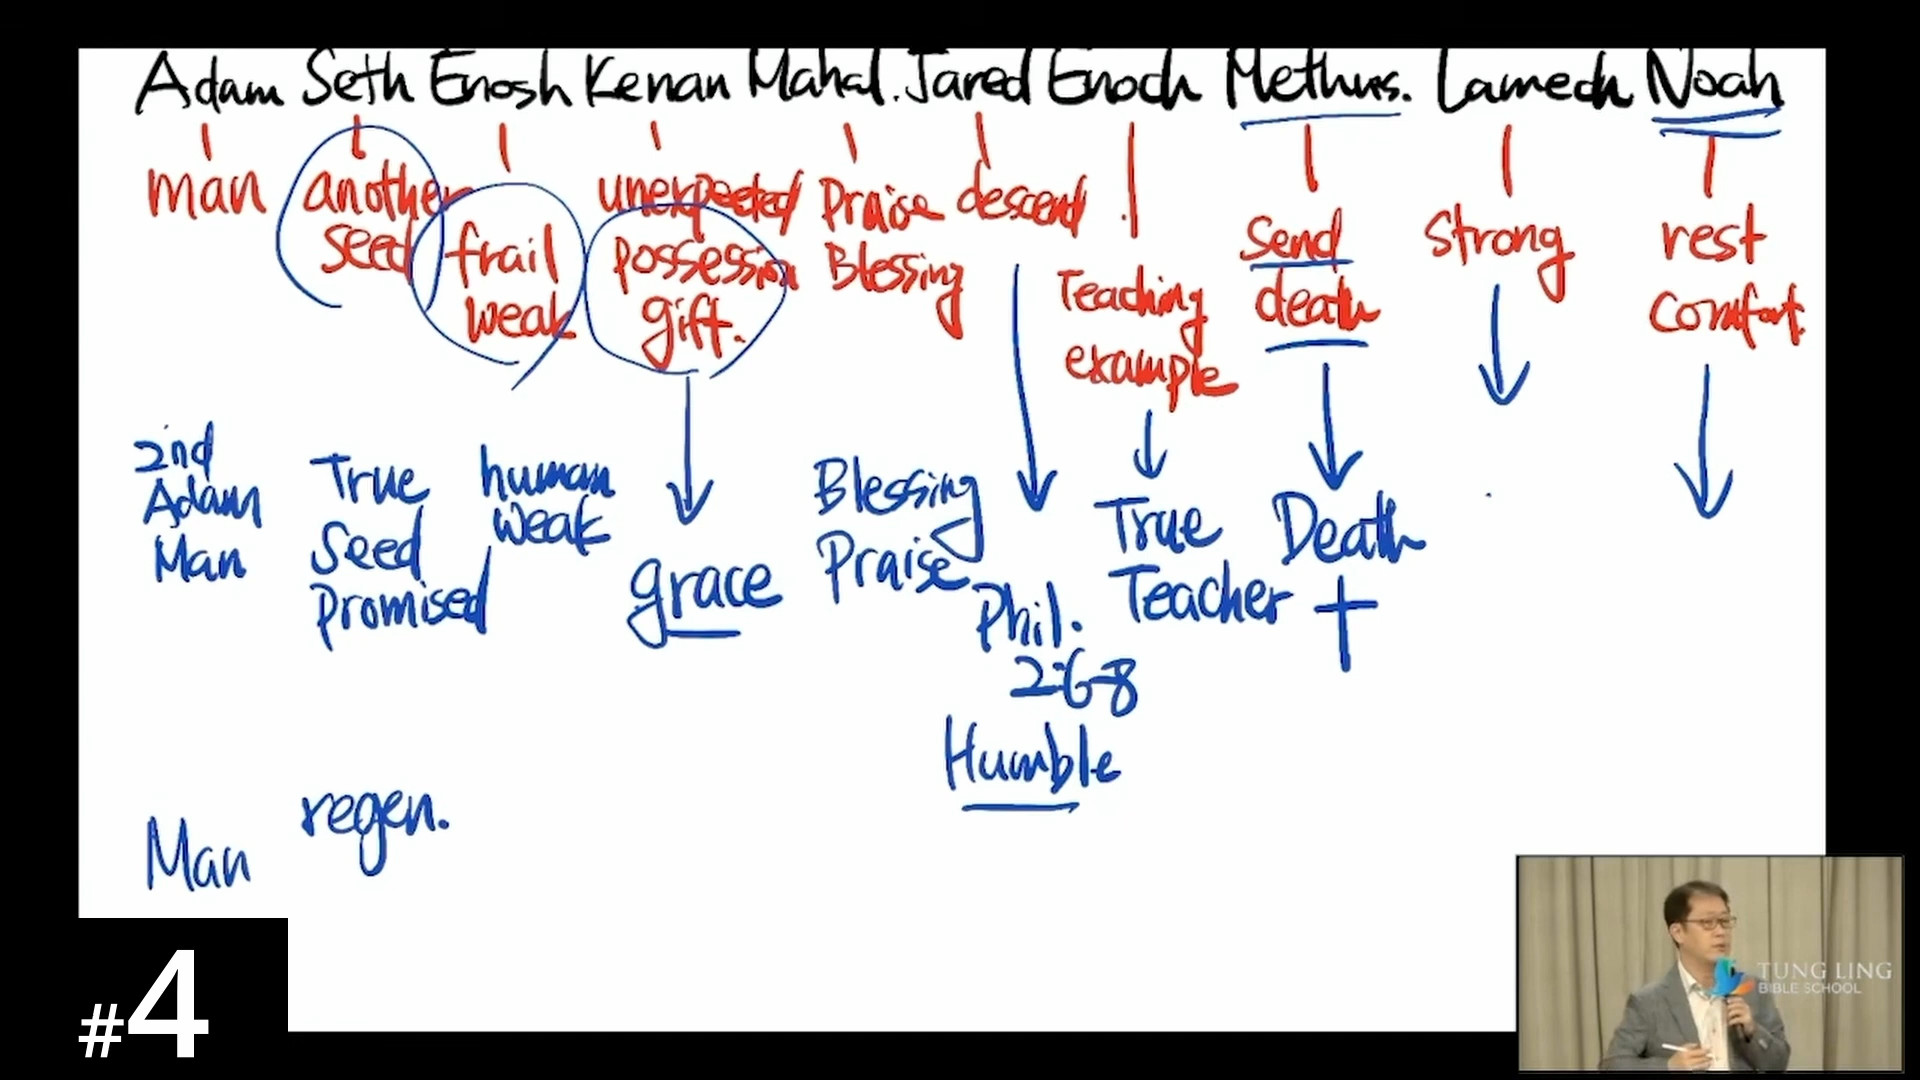 Adam Seth Enosh Kenan Mahal. Jared Enoch Methus. Lamech Noah
man
another
seed
frail
weak
unexpected
possession
gift.
Praise
Blessing
descend
Teaching
example
send
death
strong
rest
comfort.
2nd
Adam
Man
True
Seed
Promised
human
weak
grace
Blessing
Praise
Phil.
2:6-8
Humble
True
Teacher
Death
Man
regen.
#4
TUNG LING
BIBLE SCHOOL